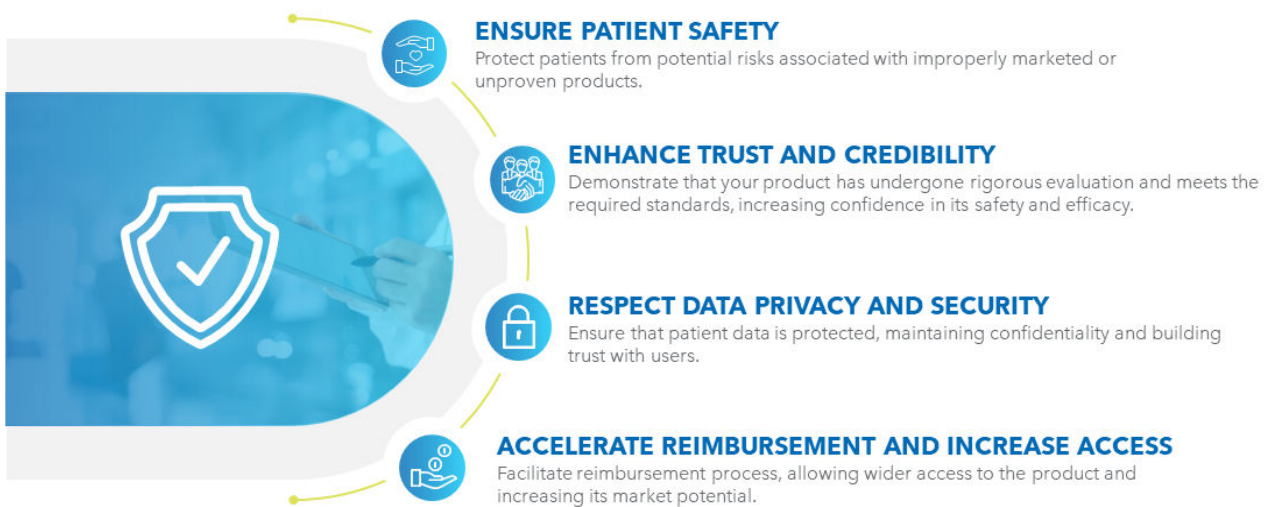 ENSURE PATIENT SAFETY
Protect patients from potential risks associated with improperly marketed or
unproven products.
ENHANCE TRUST AND CREDIBILITY
Demonstrate that your product has undergone rigorous evaluation and meets the
required standards, increasing confidence in its safety and efficacy.
RESPECT DATA PRIVACY AND SECURITY
Ensure that patient data is protected, maintaining confidentiality and building
trust with users.
ACCELERATE REIMBURSEMENT AND INCREASE ACCESS
Facilitate reimbursement process, allowing wider access to the product and
increasing its market potential.